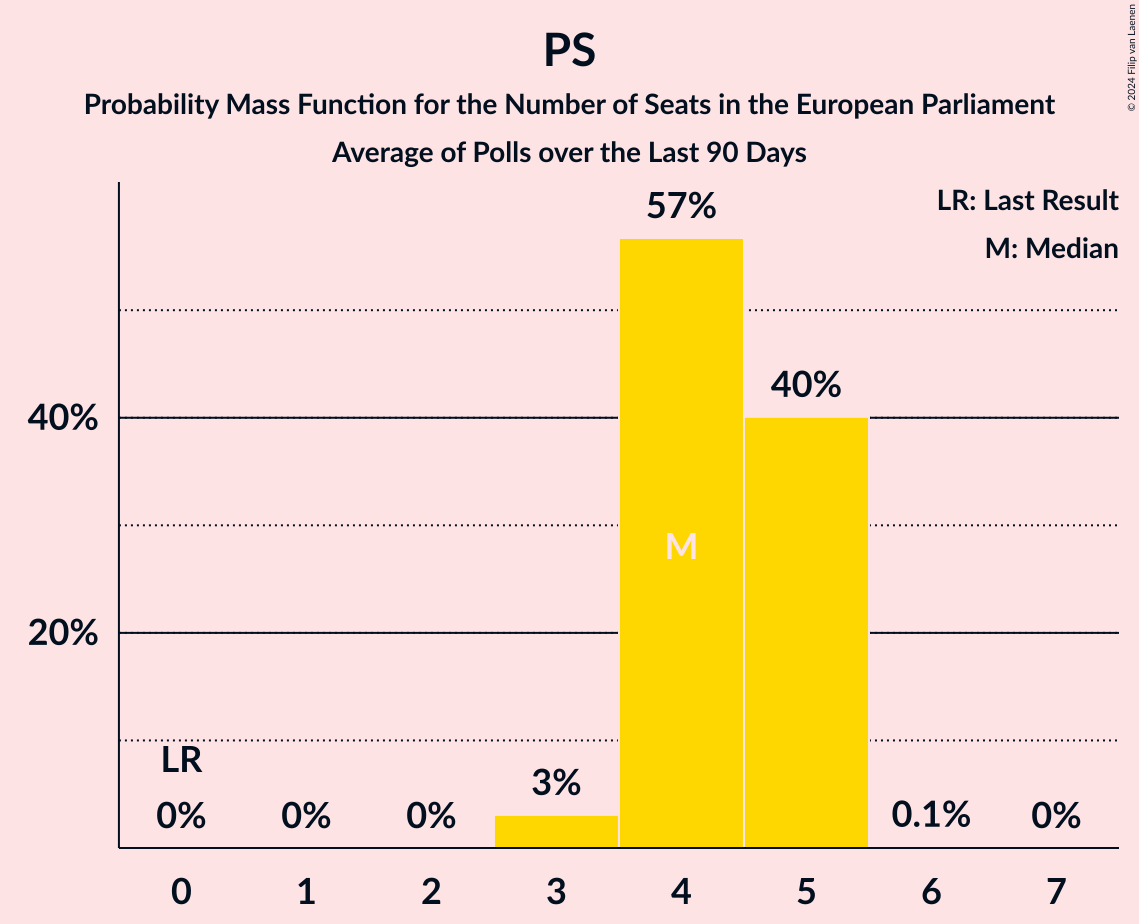 PS
Probability Mass Function for the Number of Seats in the European Parliament
Average of Polls over the Last 90 Days
© 2024 Filip van Laenen
LR: Last Result
M: Median
57%
40%
40%
M
20%
LR
0%
0%
0%
3%
0.1%
0%
0 1 2 3 4 5 6 7